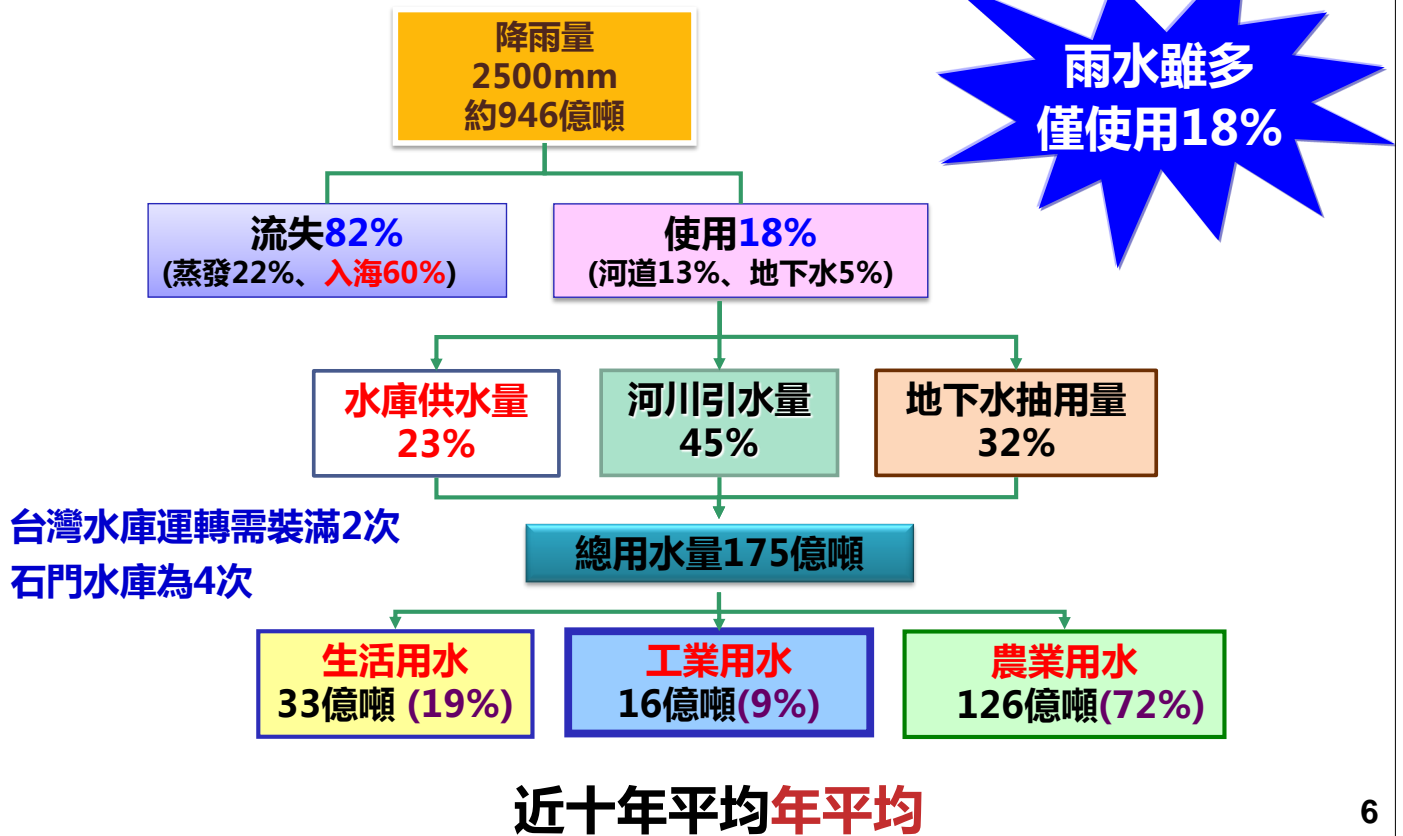 降雨量
2500mm
約946億噸
雨水雖多
僅使用18%
流失82%
(蒸發22%、入海60%)
使用18%
(河道13%、地下水5%)
水庫供水量
23%
河川引水量
45%
地下水抽用量
32%
台灣水庫運轉需裝滿2次
石門水庫為4次
總用水量175億噸
生活用水
33億噸 (19%)
工業用水
16億噸(9%)
農業用水
126億噸(72%)
近十年平均年平均
6